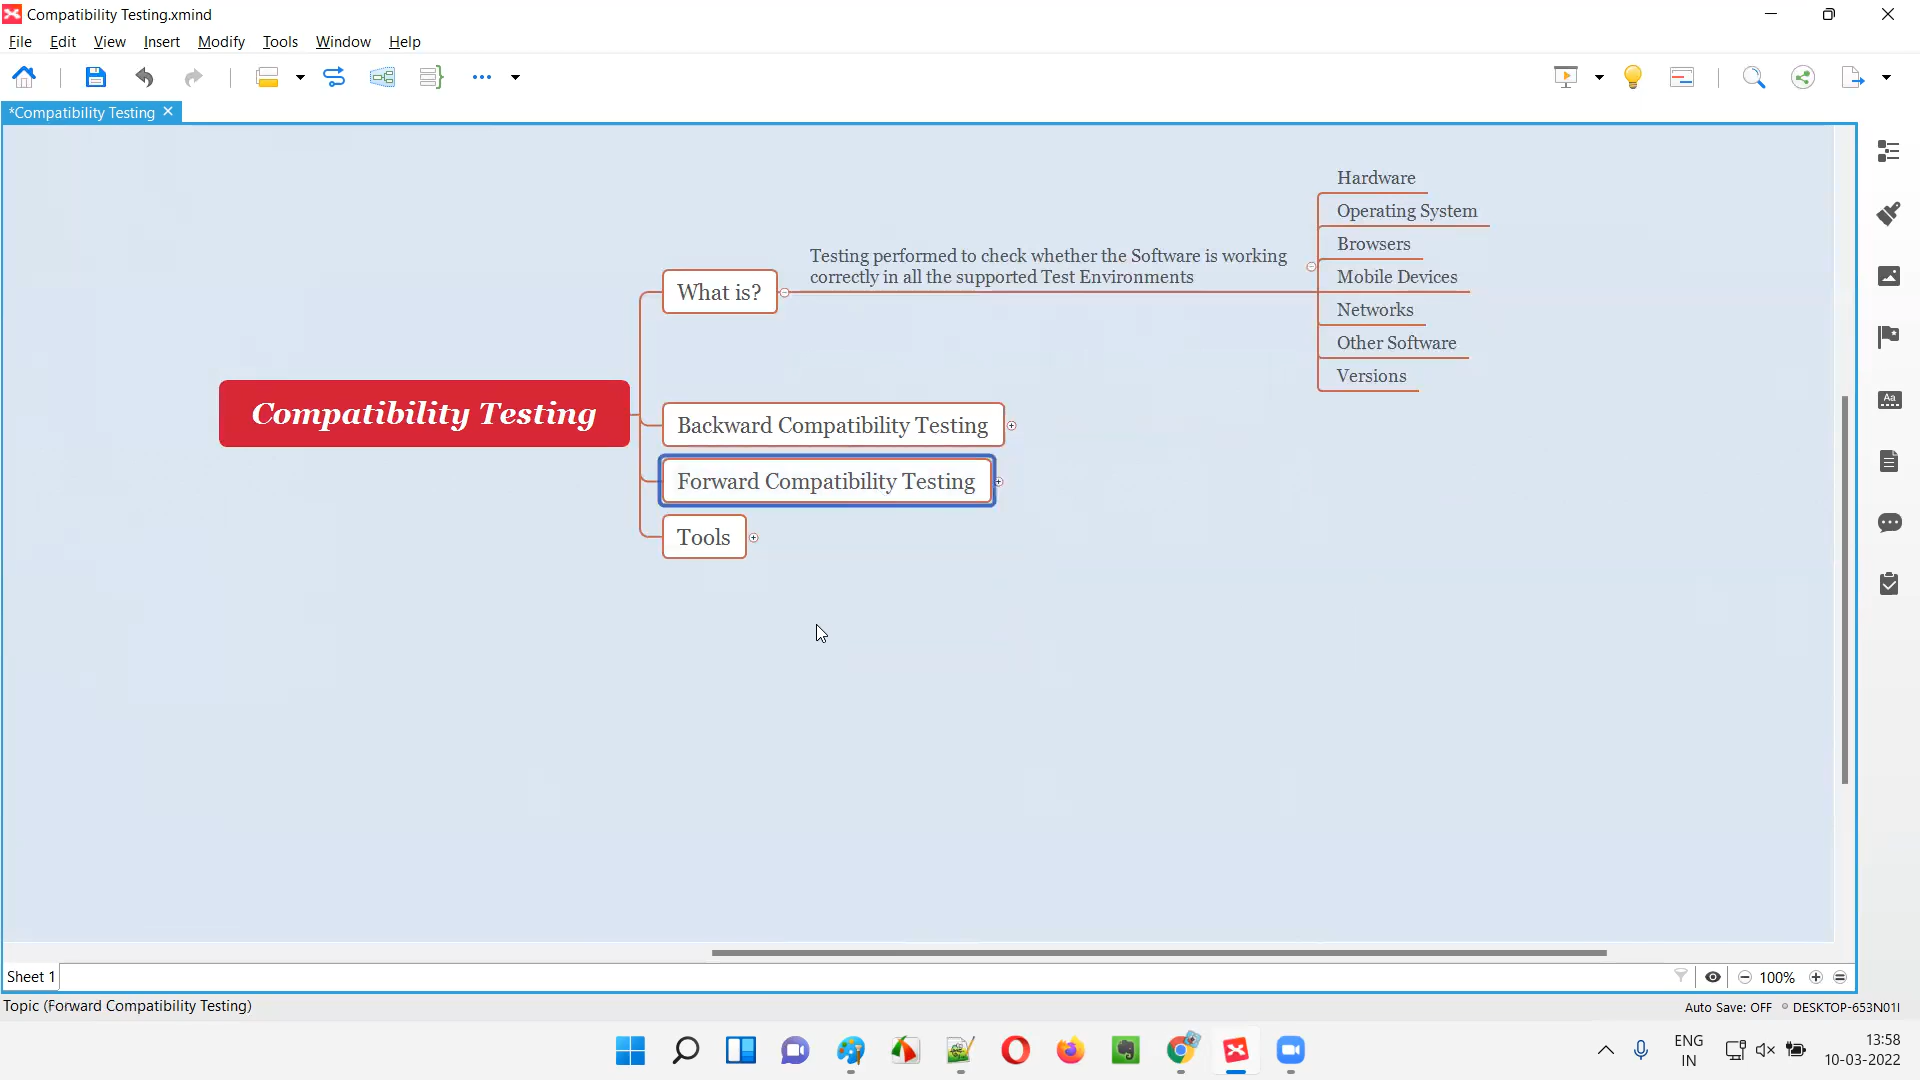 Compatibility Testing.xmind
File Edit View Insert Modify Tools Window Help
*Compatibility Testing
Hardware
Operating System
Browsers
Mobile Devices
Networks
Other Software
Versions
Testing performed to check whether the Software is working
correctly in all the supported Test Environments
What is?
Compatibility Testing
Backward Compatibility Testing
Forward Compatibility Testing
Tools
Aa
Sheet 1
100%
Topic (Forward Compatibility Testing)
Auto Save: OFF DESKTOP-653N01I
ENG
IN
13:58
10-03-2022